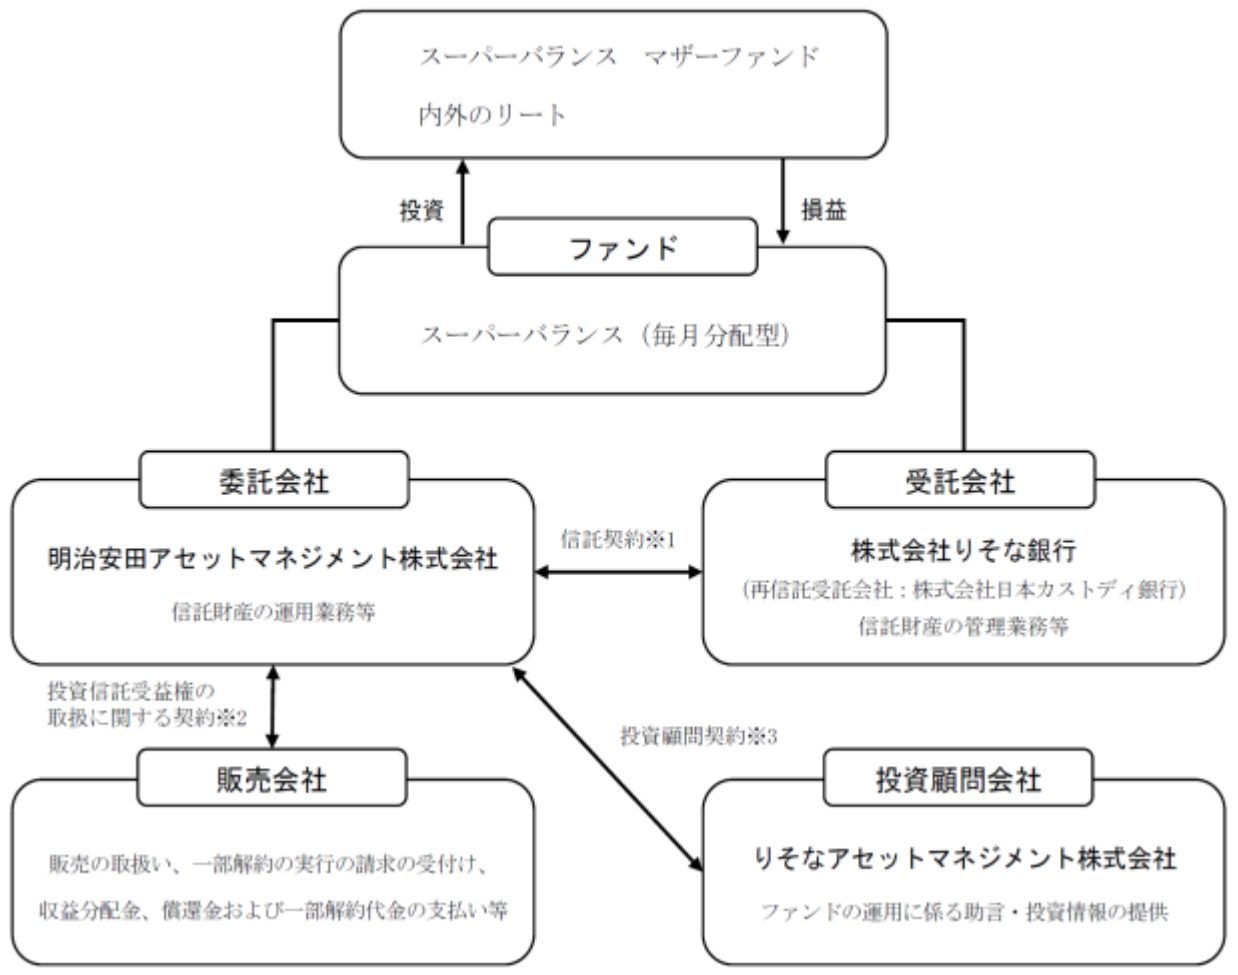 スーパーバランス　マザーファンド
内外のリート
投資
損益
ファンド
スーパーバランス（毎月分配型）
委託会社
明治安田アセットマネジメント株式会社
信託財産の運用業務等
信託契約※1
受託会社
株式会社りそな銀行
（再信託受託会社：株式会社日本カストディ銀行）
信託財産の管理業務等
投資信託受益権の
取扱に関する契約※2
投資顧問契約※3
販売会社
販売の取扱い、一部解約の実行の請求の受付け、
収益分配金、償還金および一部解約代金の支払い等
投資顧問会社
りそなアセットマネジメント株式会社
ファンドの運用に係る助言・投資情報の提供